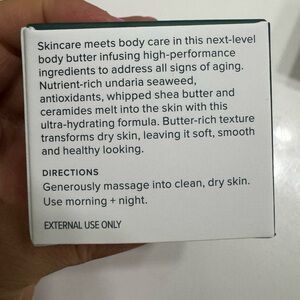 Skincare meets body care in this next-level
body butter infusing high-performance
ingredients to address all signs of aging.
Nutrient-rich undaria seaweed,
antioxidants, whipped shea butter and
ceramides melt into the skin with this
ultra-hydrating formula. Butter-rich texture
transforms dry skin, leaving it soft, smooth
and healthy looking.
DIRECTIONS
Generously massage into clean, dry skin.
Use morning + night.
EXTERNAL USE ONLY